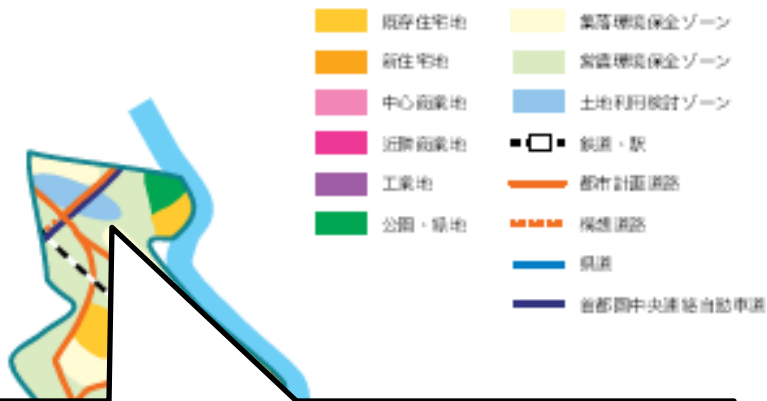 既存住宅地
新住宅地
中心商業地
近隣商業地
工業地
公園・緑地
集落環境保全ゾーン
営農環境保全ゾーン
土地利用検討ゾーン
鉄道・駅
都市計画道路
構想道路
県道
首都圏中央連絡自動車道